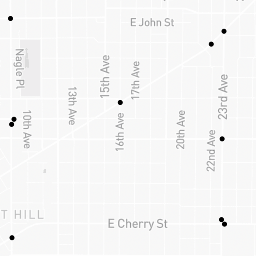 E John St
Nagle Pl
15th Ave
17th Ave
13th Ave
23rd Ave
10th Ave
16th Ave
20th Ave
22nd Ave
T HILL
E Cherry St